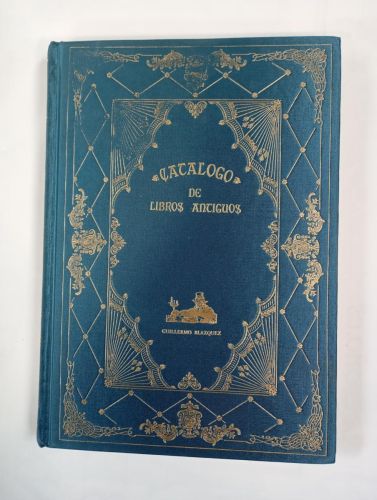 CATALOGO
DE
LIBROS ANTIGUOS
GUILLERMO BLAZQUEZ